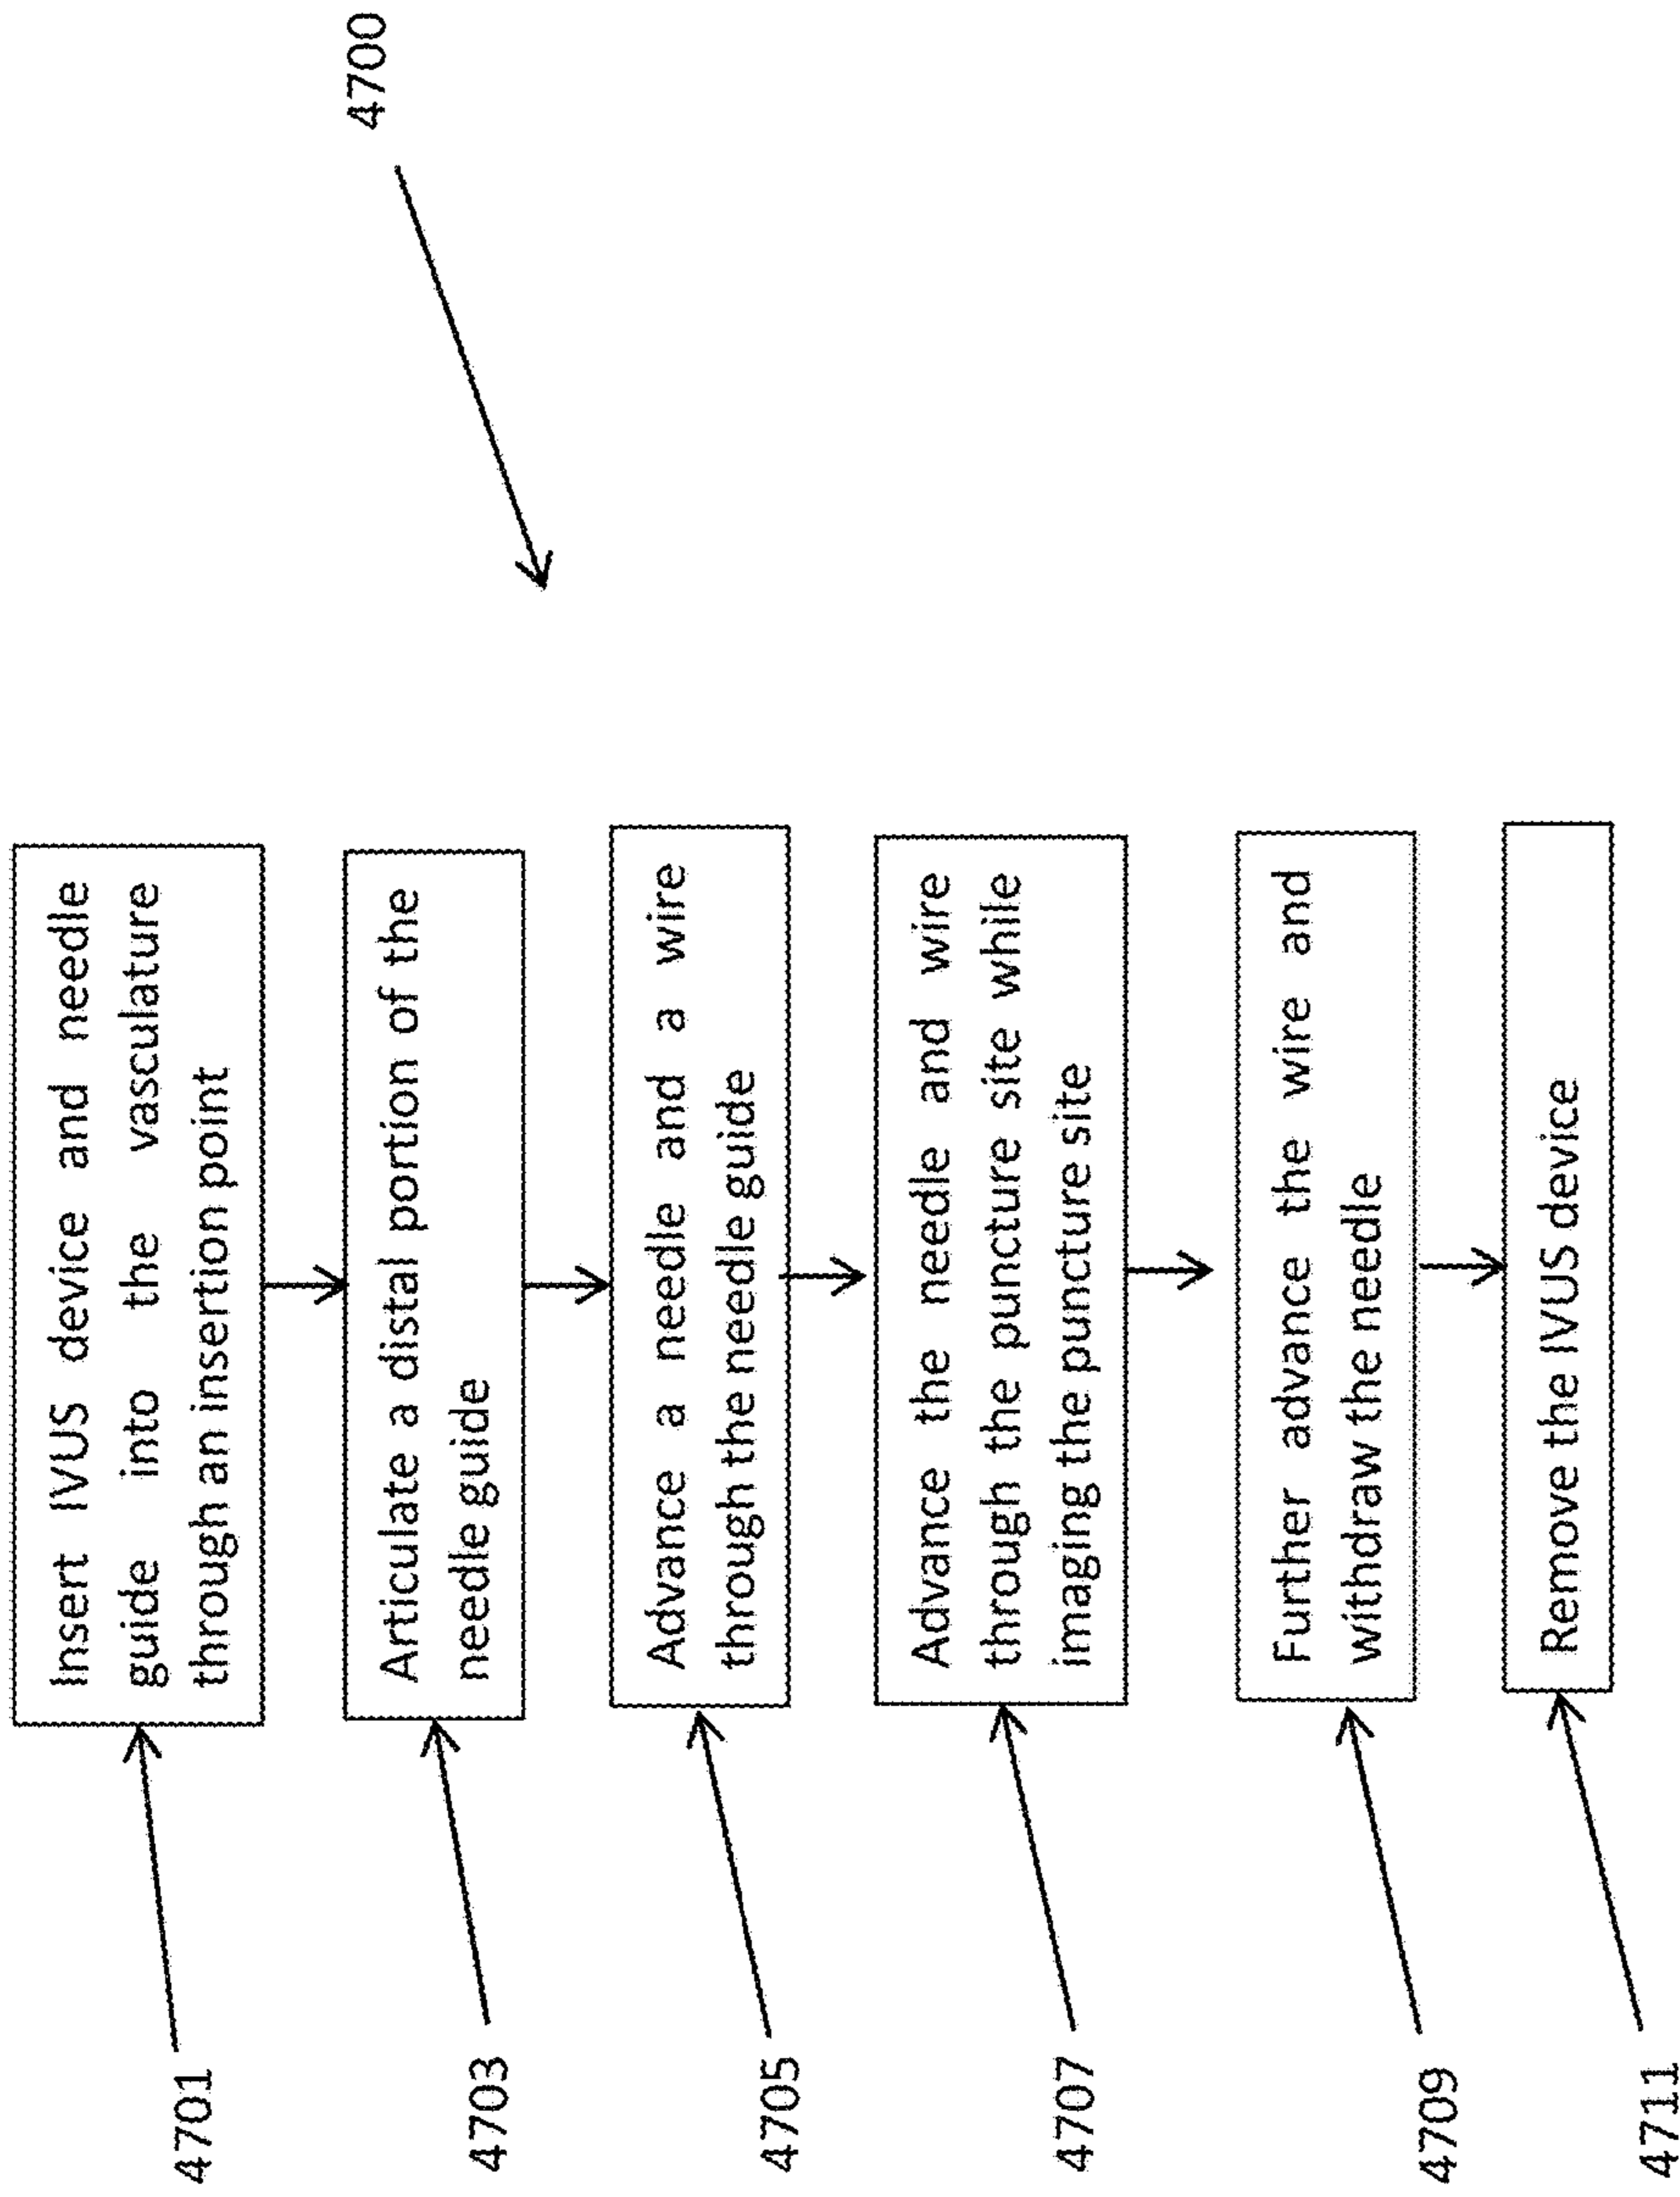 4700
4701
Insert IVUS device and needle
guide into the vasculature
through an insertion point
4703
Articulate a distal portion of the
needle guide
4705
Advance a needle and a wire
through the needle guide
4707
Advance the needle and wire
through the puncture site while
imaging the puncture site
4709
Further advance the wire and
withdraw the needle
4711
Remove the IVUS device